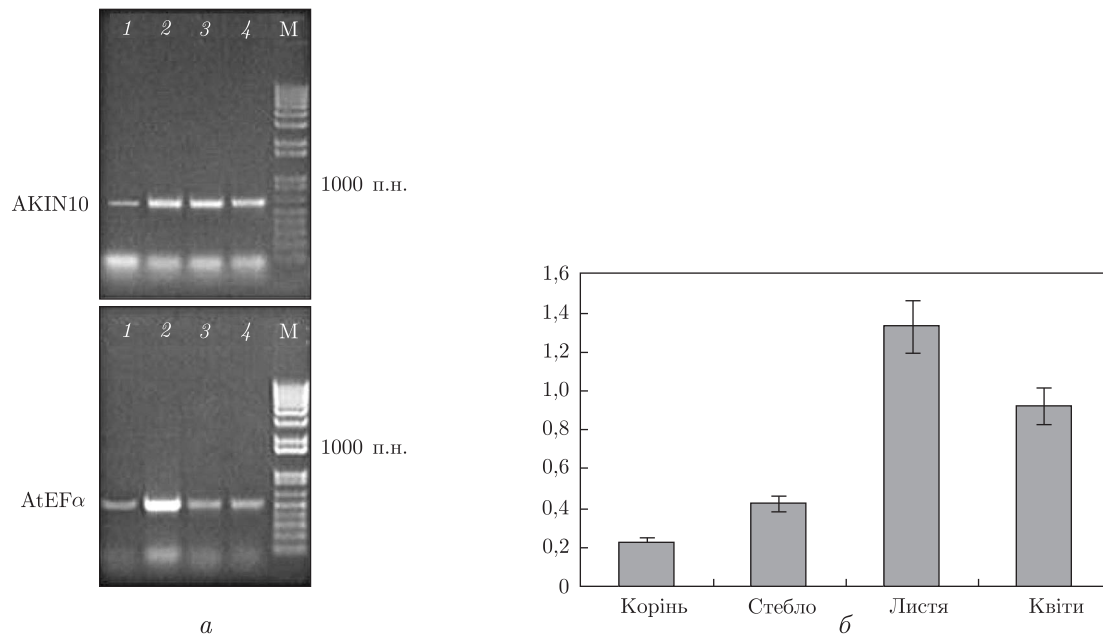 1 2 3 4 M
1000 п.н.
AKIN10
1 2 3 4 M
1000 п.н.
AtEFα
а
1,6
1,4
1,2
1,0
0,8
0,6
0,4
0,2
0
Корінь Стебло Листя Квіти
б